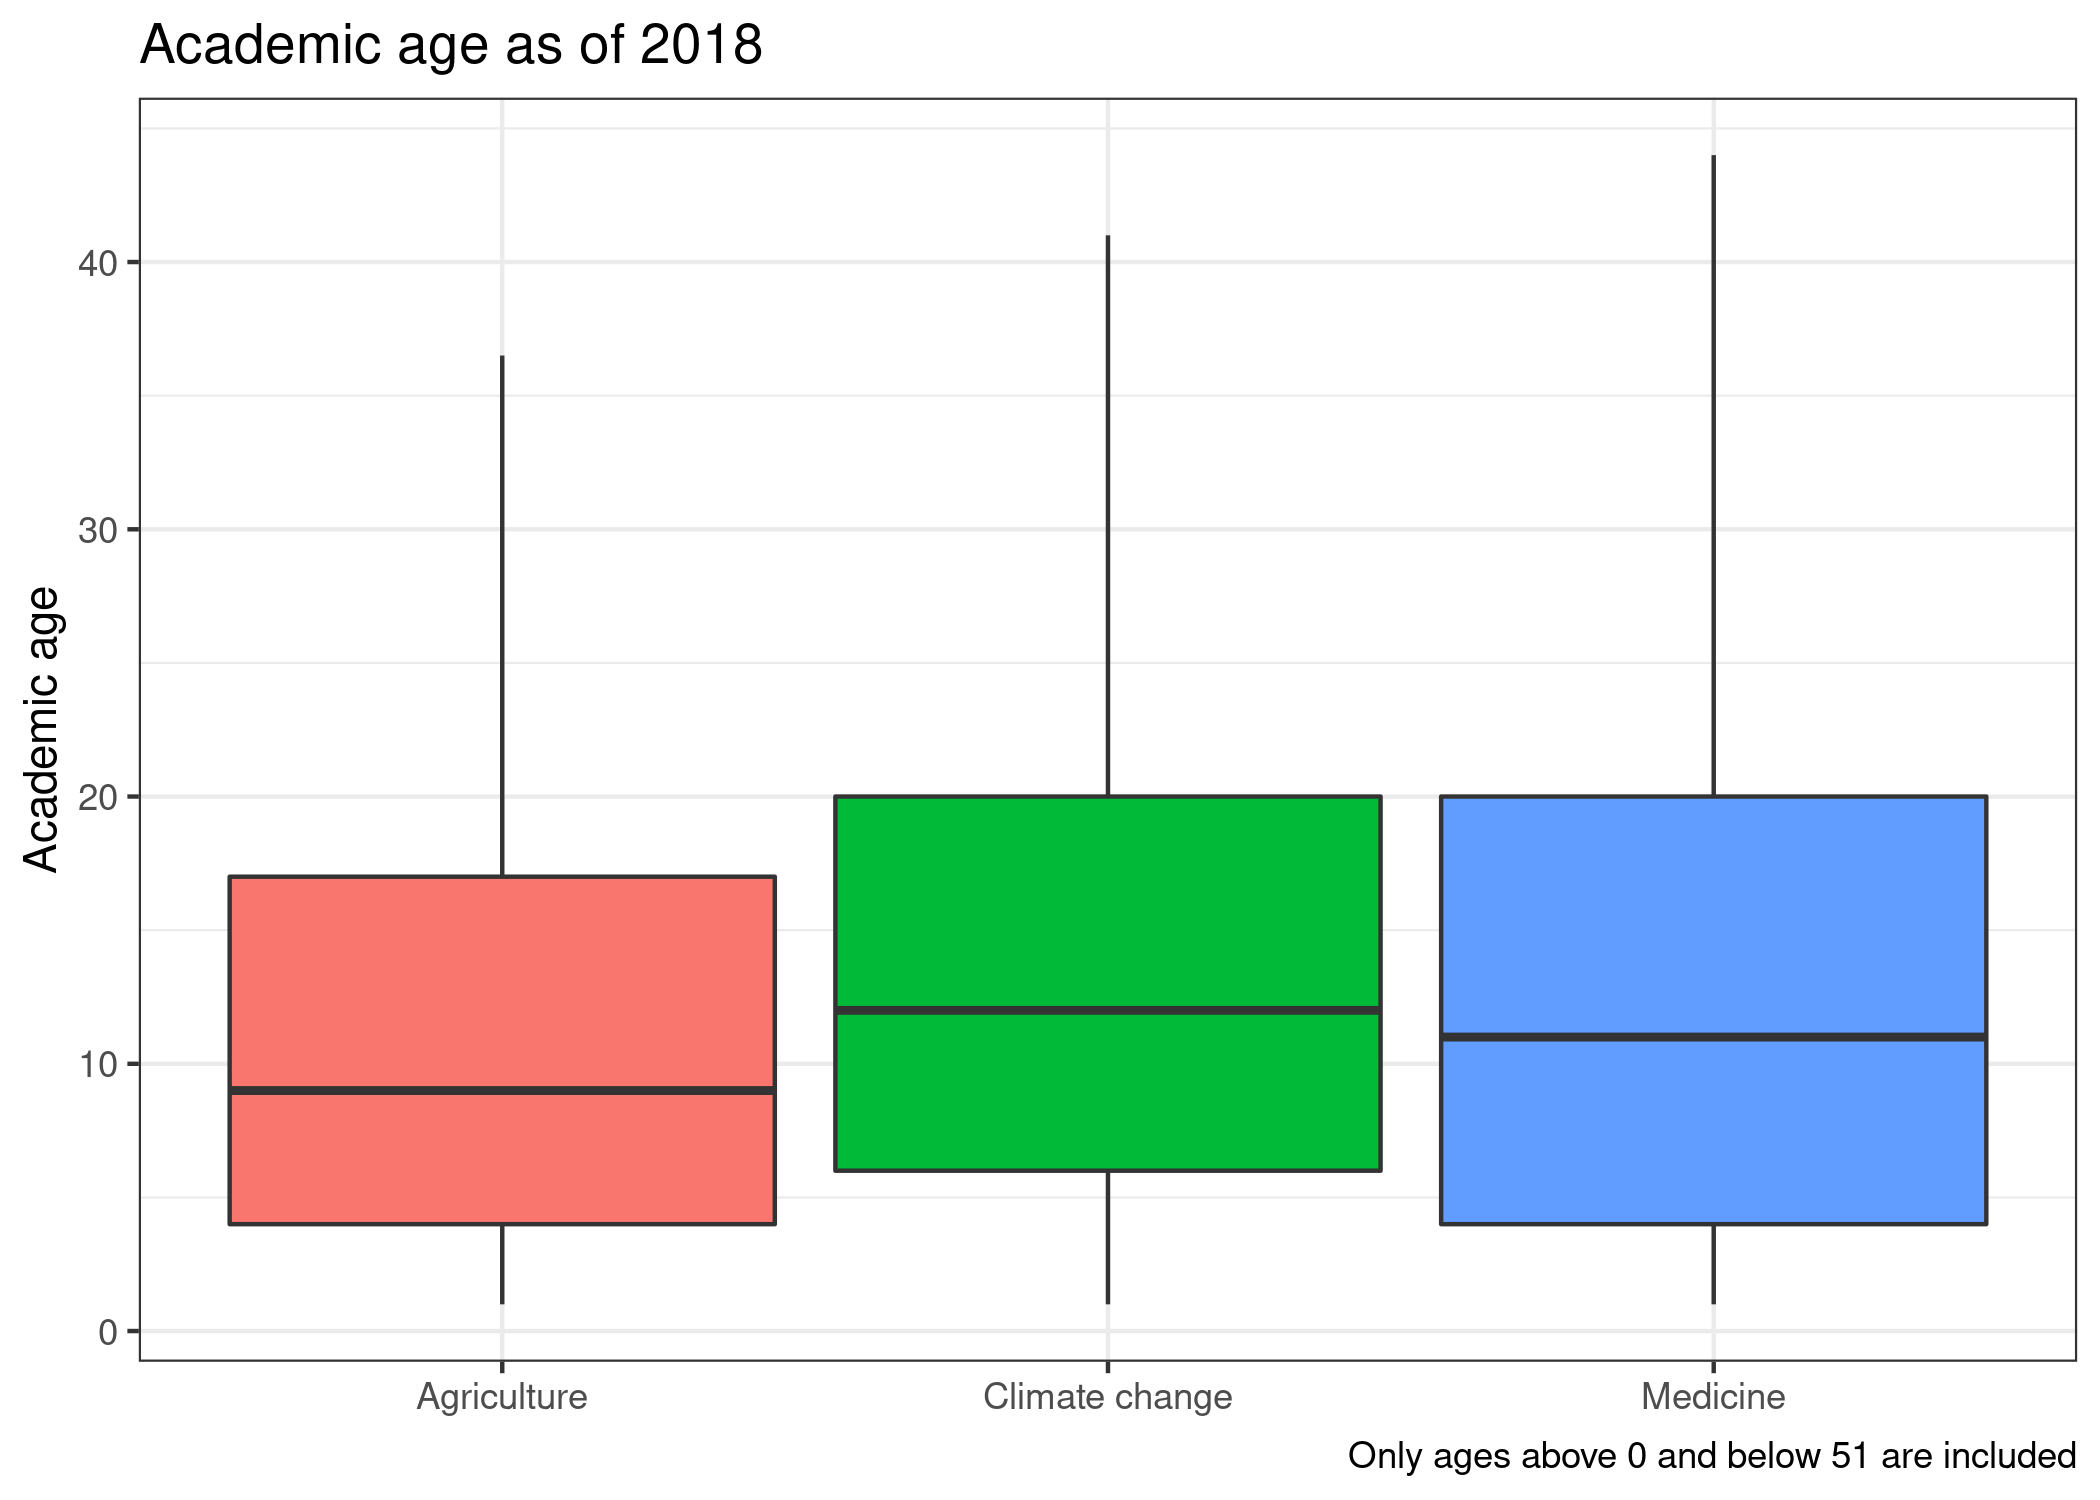 Academic age as of 2018
Academic age
40
30
20
10
0
Agriculture
Climate change
Medicine
Only ages above 0 and below 51 are included